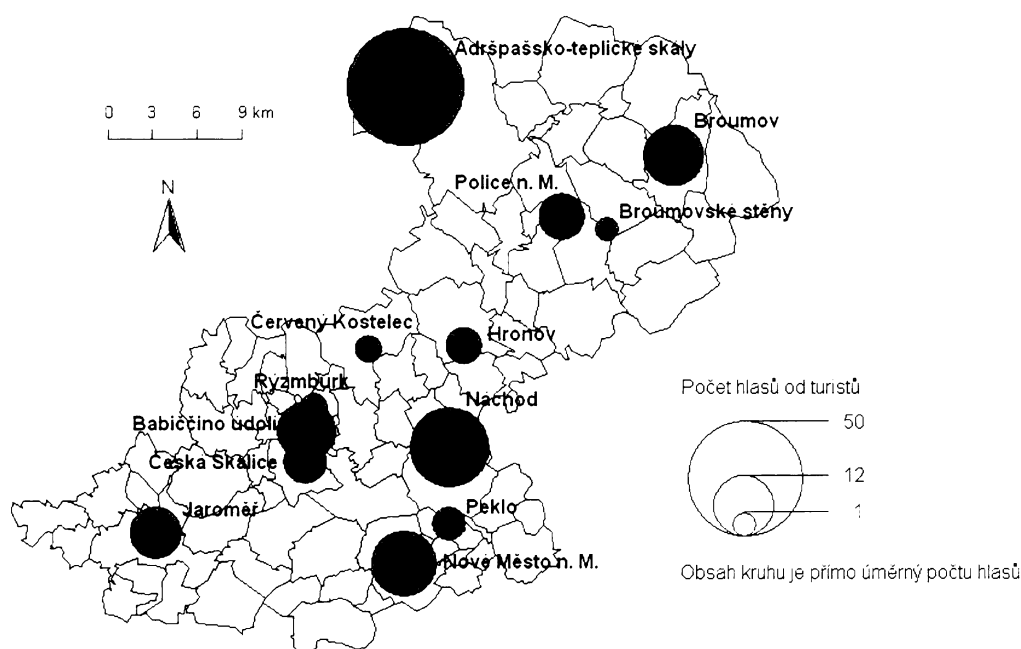 Adršpašsko-teplické skály
0 3 6 9 km
Broumov
N
Police n. M.
Broumovské stěny
Červený Kostelec
Hronov
Rýzmburk
Náchod
Babiččino údolí
Česká Skalice
Jaroměř
Peklo
Nové Město n. M.
Počet hlasů od turistů
50
12
1
Obsah kruhu je přímo úměrný počtu hlasů